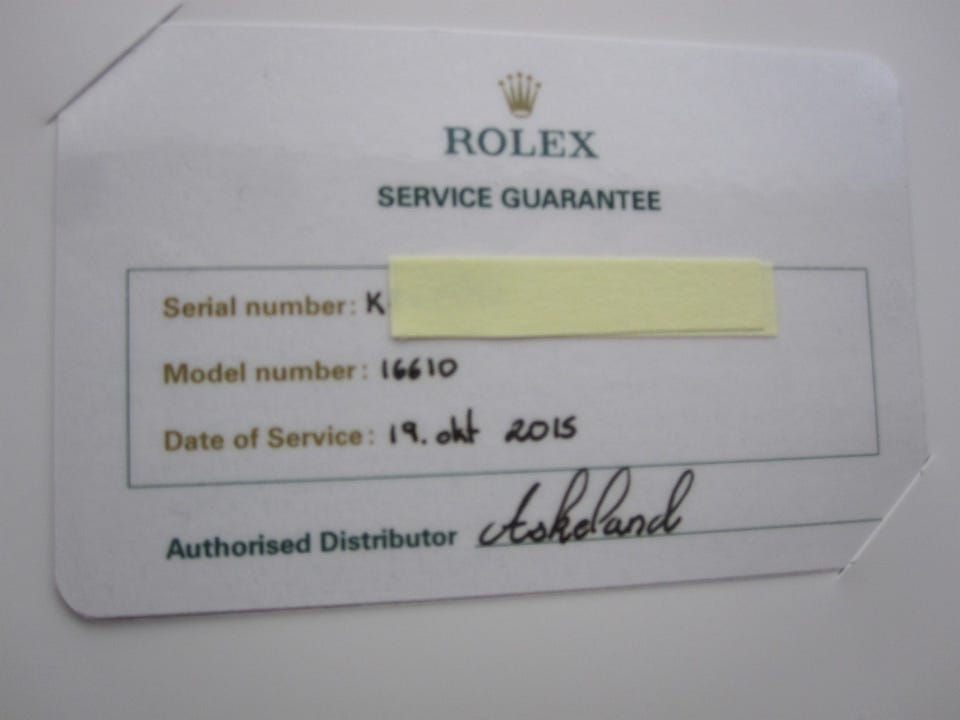 ROLEX
SERVICE GUARANTEE
Serial number: K
Model number: 16610
Date of Service: 19. okt 2015
Authorised Distributor Askeland